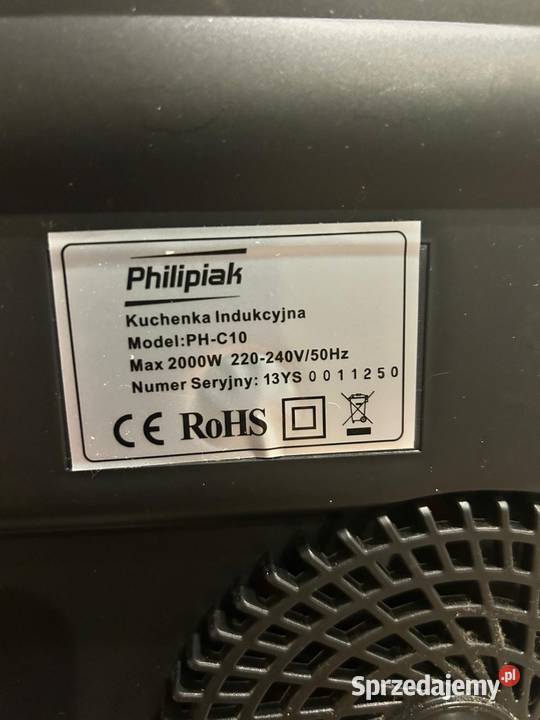 Philipiak
Kuchenka Indukcyjna
Model:PH-C10
Max 2000W 220-240V/50Hz
Numer Seryjny: 13YS 0011250
CE RoHS
Sprzedajemy.pl